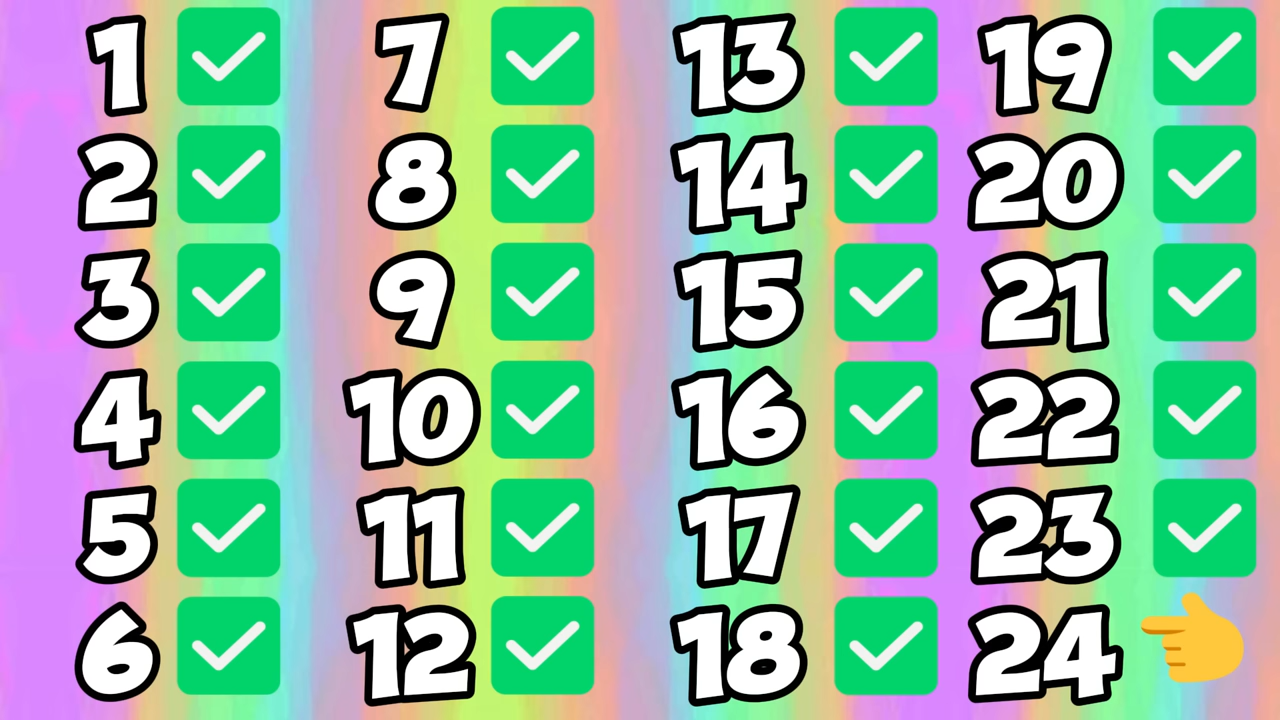 1 ✅ 7 ✅ 13 ✅ 19 ✅
2 ✅ 8 ✅ 14 ✅ 20 ✅
3 ✅ 9 ✅ 15 ✅ 21 ✅
4 ✅ 10 ✅ 16 ✅ 22 ✅
5 ✅ 11 ✅ 17 ✅ 23 ✅
6 ✅ 12 ✅ 18 ✅ 24 👈